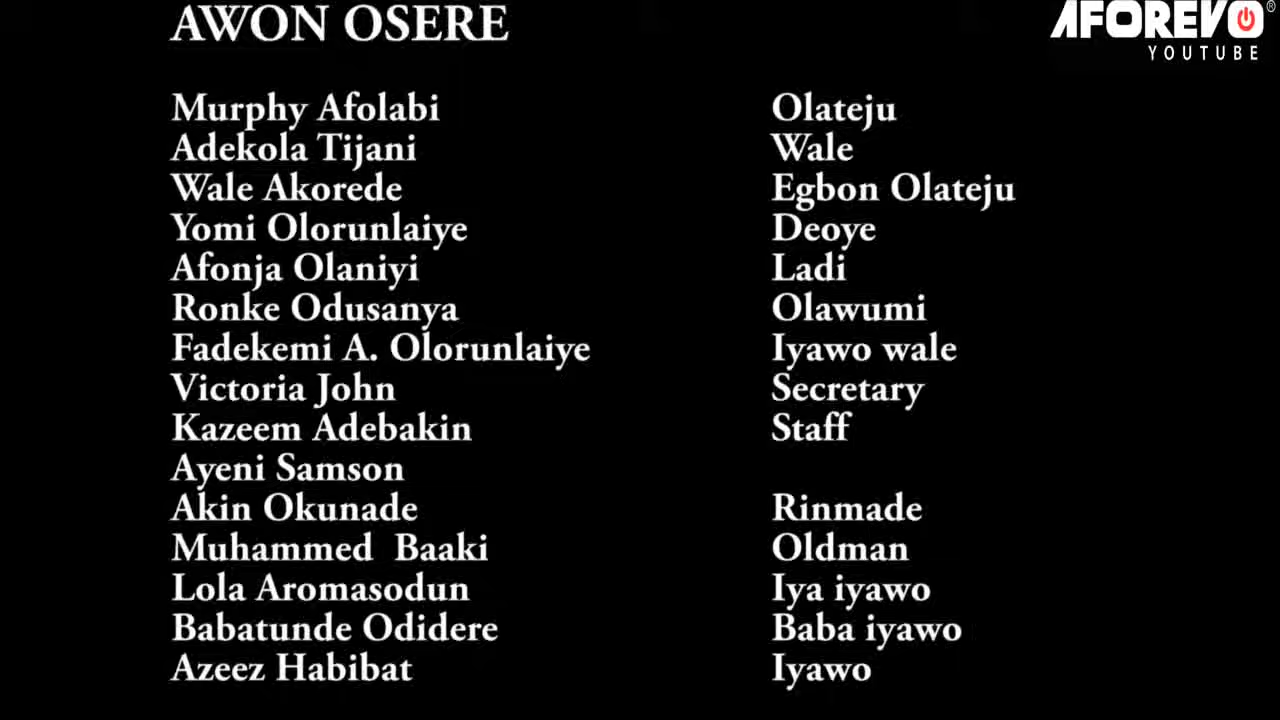 AWON OSERE
AFOREVO®
YOUTUBE
Murphy Afolabi Olateju
Adekola Tijani Wale
Wale Akorede Egbon Olateju
Yomi Olorunlaiye Deoye
Afonja Olaniyi Ladi
Ronke Odusanya Olawumi
Fadekemi A. Olorunlaiye Iyawo wale
Victoria John Secretary
Kazeem Adebakin Staff
Ayeni Samson
Akin Okunade Rinmade
Muhammed Baaki Oldman
Lola Aromasodun Iya iyawo
Babatunde Odidere Baba iyawo
Azeez Habibat Iyawo